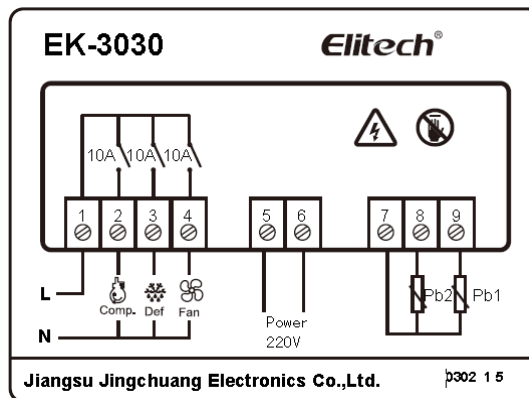 EK-3030 Elitech®
10A 10A 10A
1 2 3 4 5 6 7 8 9
L
Comp. Def Fan
Pb2 Pb1
N
Power
220V
Jiangsu Jingchuang Electronics Co.,Ltd. 0302 1 5